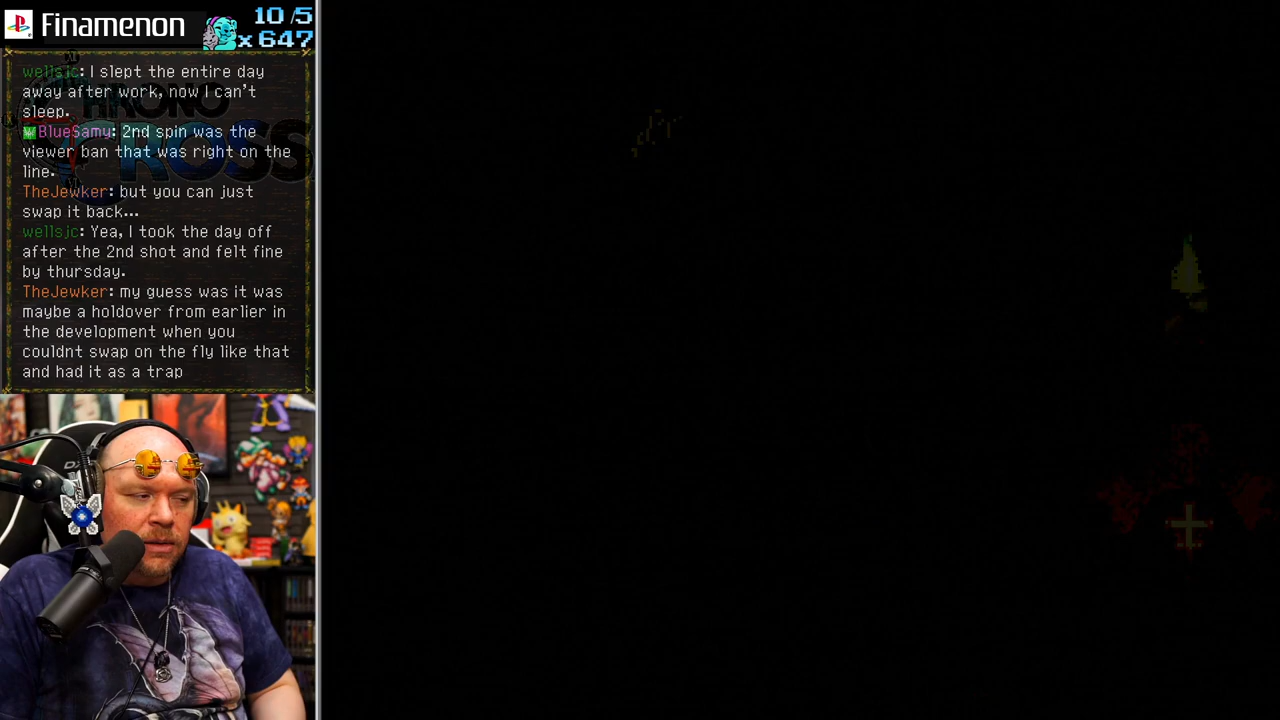 Finamenon
10/5
x647
wellsjc: I slept the entire day
away after work, now I can't
sleep.
BlueSamy: 2nd spin was the
viewer ban that was right on the
line.
TheJewker: but you can just
swap it back...
wellsjc: Yea, I took the day off
after the 2nd shot and felt fine
by thursday.
TheJewker: my guess was it was
maybe a holdover from earlier in
the development when you
couldnt swap on the fly like that
and had it as a trap
CHRONO
CROSS